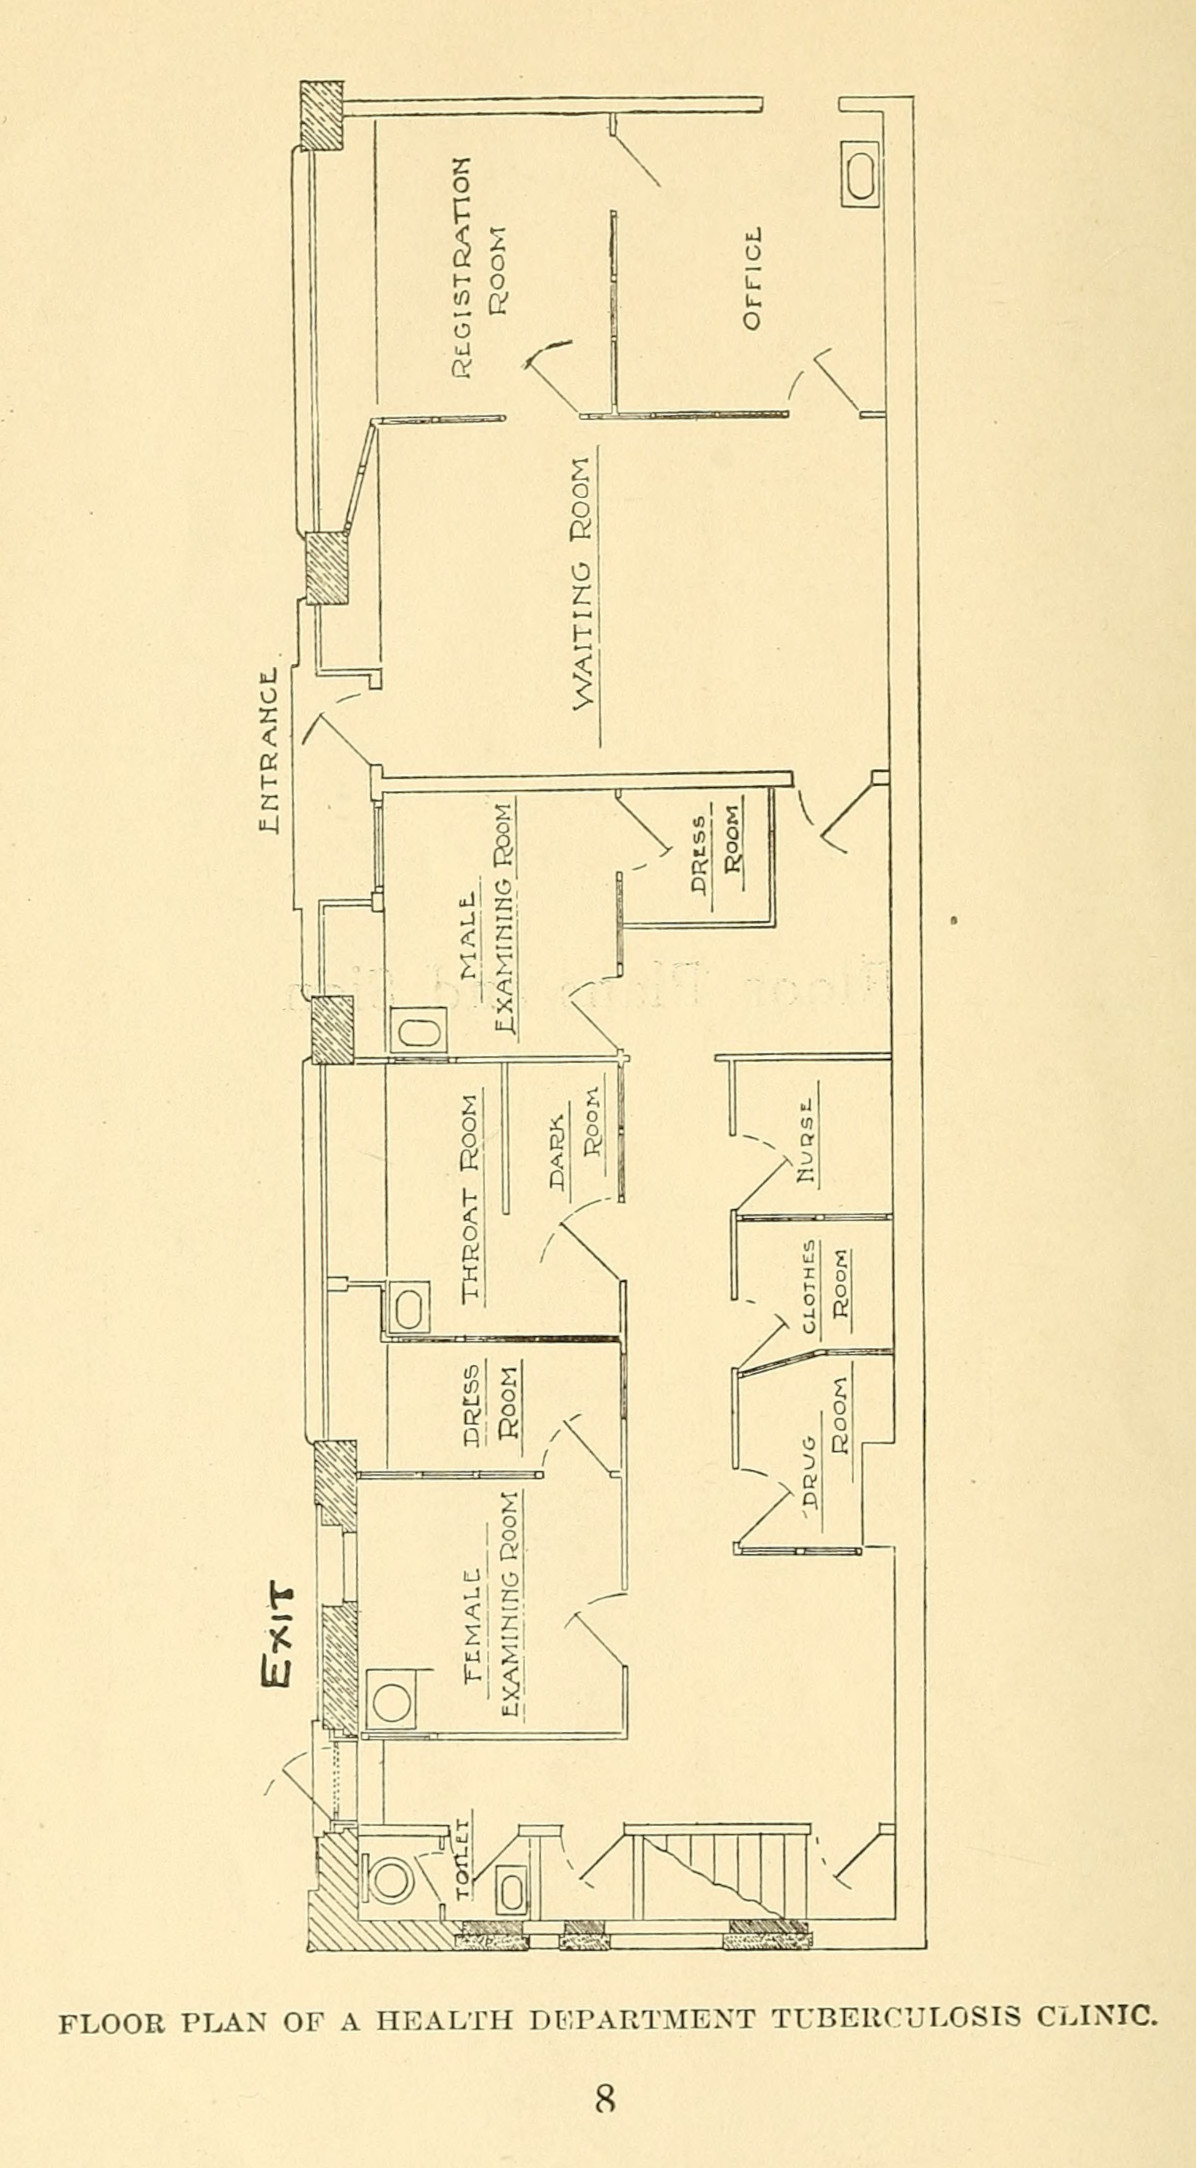 REGISTRATION
ROOM
OFFICE
WAITING ROOM
ENTRANCE
MALE
EXAMINING ROOM
DRESS
ROOM
THROAT ROOM
DARK
ROOM
NURSE
CLOTHES
ROOM
DRESS
ROOM
DRUG
ROOM
EXIT
FEMALE
EXAMINING ROOM
TOILET
FLOOR PLAN OF A HEALTH DEPARTMENT TUBERCULOSIS CLINIC.
8